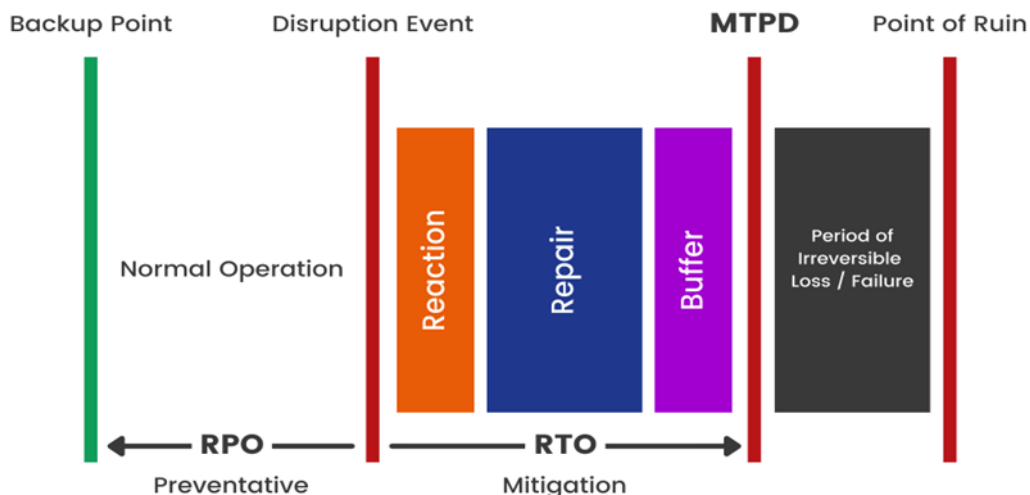 Backup Point
Disruption Event
MTPD
Point of Ruin
Normal Operation
Reaction
Repair
Buffer
Period of
Irreversible
Loss / Failure
RPO
RTO
Preventative
Mitigation